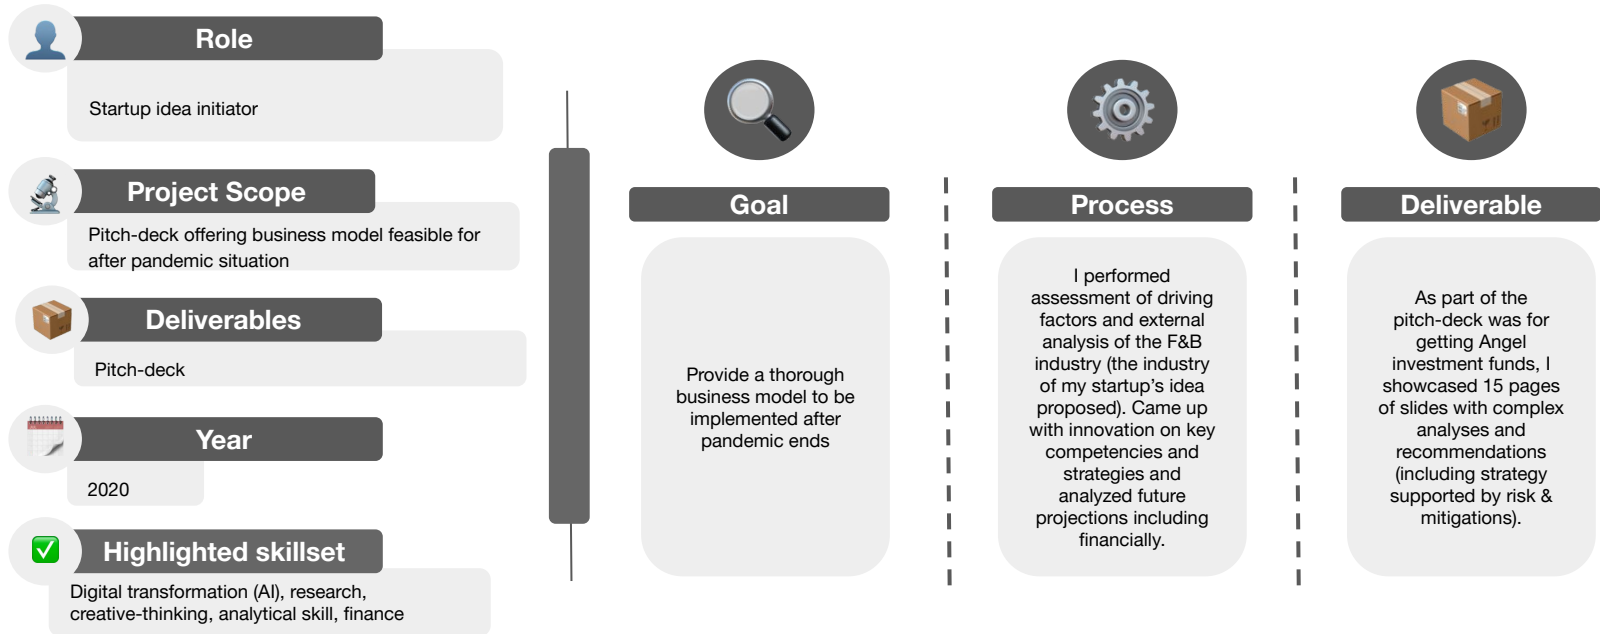 Role
Startup idea initiator
Project Scope
Pitch-deck offering business model feasible for
after pandemic situation
Deliverables
Pitch-deck
Year
2020
Highlighted skillset
Digital transformation (AI), research,
creative-thinking, analytical skill, finance
Goal
Provide a thorough
business model to be
implemented after
pandemic ends
Process
I performed
assessment of driving
factors and external
analysis of the F&B
industry (the industry
of my startup's idea
proposed). Came up
with innovation on key
competencies and
strategies and
analyzed future
projections including
financially.
Deliverable
As part of the
pitch-deck was for
getting Angel
investment funds, I
showcased 15 pages
of slides with complex
analyses and
recommendations
(including strategy
supported by risk &
mitigations).